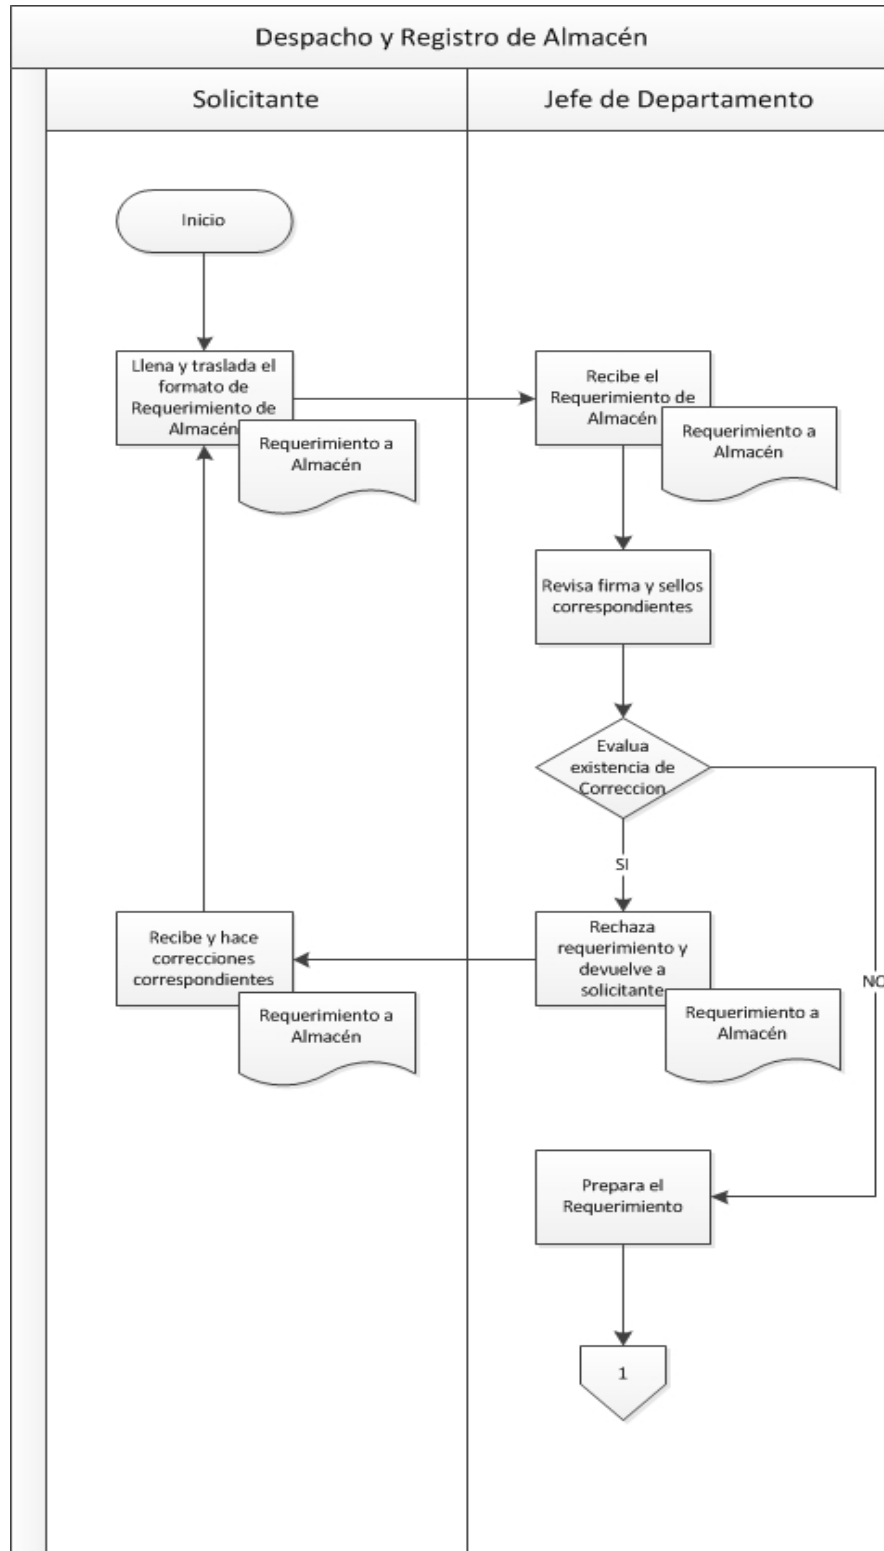 Despacho y Registro de Almacén
Solicitante
Jefe de Departamento
Inicio
Llena y traslada el
formato de
Requerimiento de
Almacén
Requerimiento a
Almacén
Recibe el
Requerimiento de
Almacén
Requerimiento a
Almacén
Revisa firma y sellos
correspondientes
Evalua
existencia de
Correccion
SI
NO
Rechaza
requerimiento y
devuelve a
solicitante
Requerimiento a
Almacén
Recibe y hace
correcciones
correspondientes
Requerimiento a
Almacén
Prepara el
Requerimiento
1